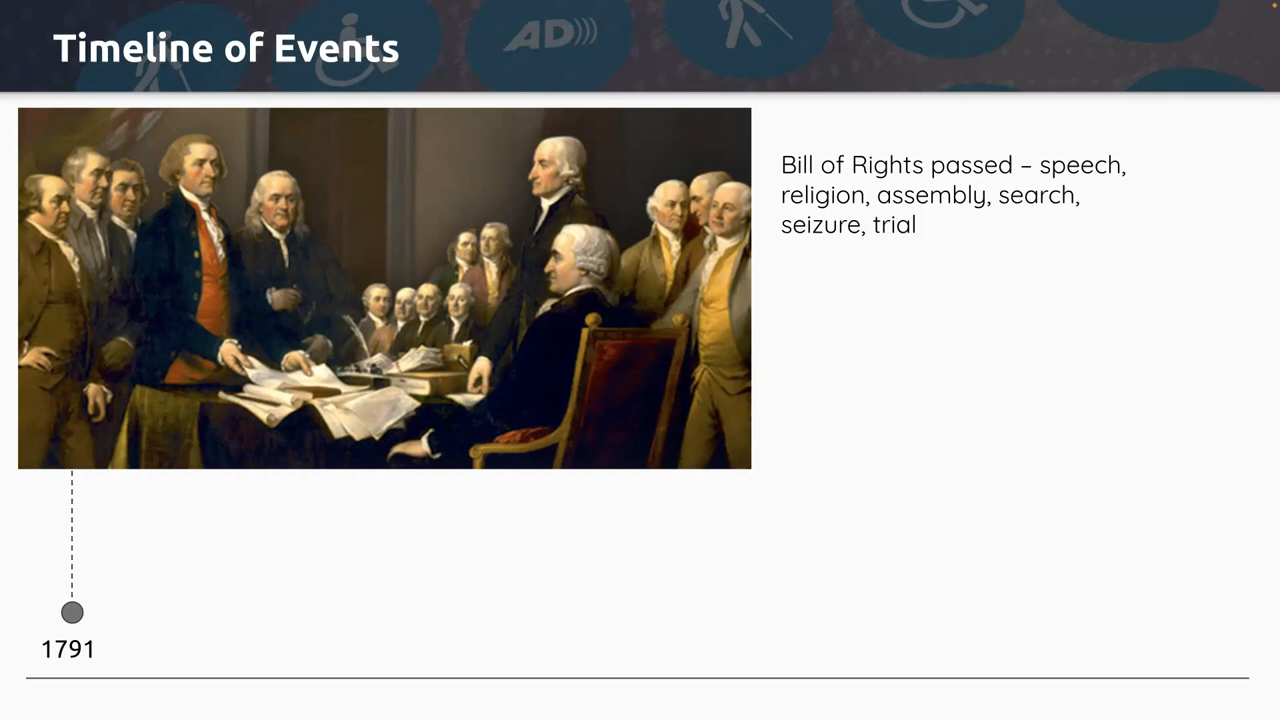 Timeline of Events
AD)))
Bill of Rights passed – speech,
religion, assembly, search,
seizure, trial
1791